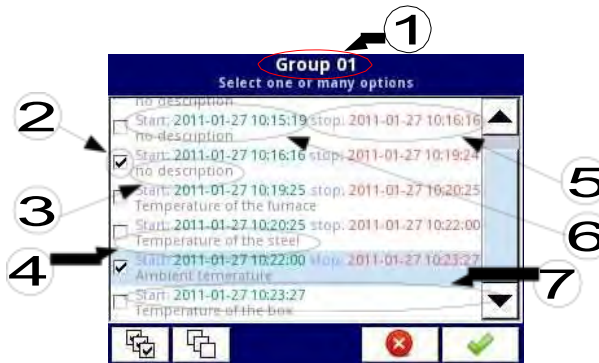 1
Group 01
Select one or many options
no description
Start: 2011-01-27 10:15:19 stop: 2011-01-27 10:16:16
no description
2
Start: 2011-01-27 10:16:16 stop: 2011-01-27 10:19:24
no description
5
Start: 2011-01-27 10:19:25 stop: 2011-01-27 10:20:25
Temperature of the furnace
3
Start: 2011-01-27 10:20:25 stop: 2011-01-27 10:22:00
6
Temperature of the steel
4
Start: 2011-01-27 10:22:00 stop: 2011-01-27 10:23:27
7
Ambient temerature
Start: 2011-01-27 10:23:27
Temperature of the box